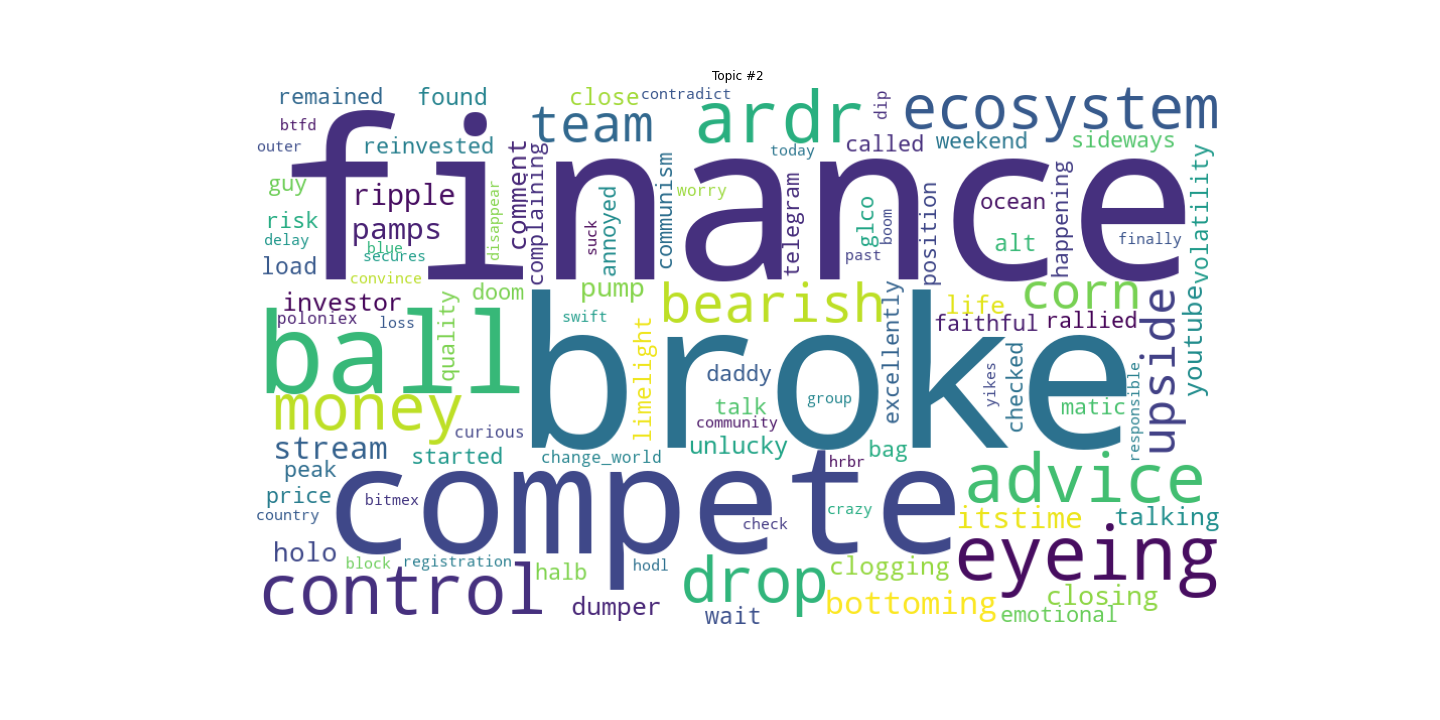 Topic #2
remained
found
close
contradict
ardr
dip
ecosystem
btfd
team
outer
reinvested
comment
complaining
today
called
weekend
sideways
finance
guy
ripple
disappear
communism
worry
telegram
glco
position
ocean
happening
volatility
risk
pamps
suck
annoyed
boom
alt
delay
blue
secures
past
finally
load
convince
investor
doom
pump
bearish
life
corn
poloniex
loss
quality
swift
limelight
excellently
faithful
rallied
upside
youtube
ball
broke
daddy
yikes
checked
responsible
money
talk
group
matic
curious
community
stream
started
change_world
unlucky
bag
peak
hrbr
advice
price
bitmex
compete
crazy
country
check
itstime
talking
holo
block
registration
halb
hodl
drop
clogging
eyeing
control
dumper
wait
bottoming
closing
emotional